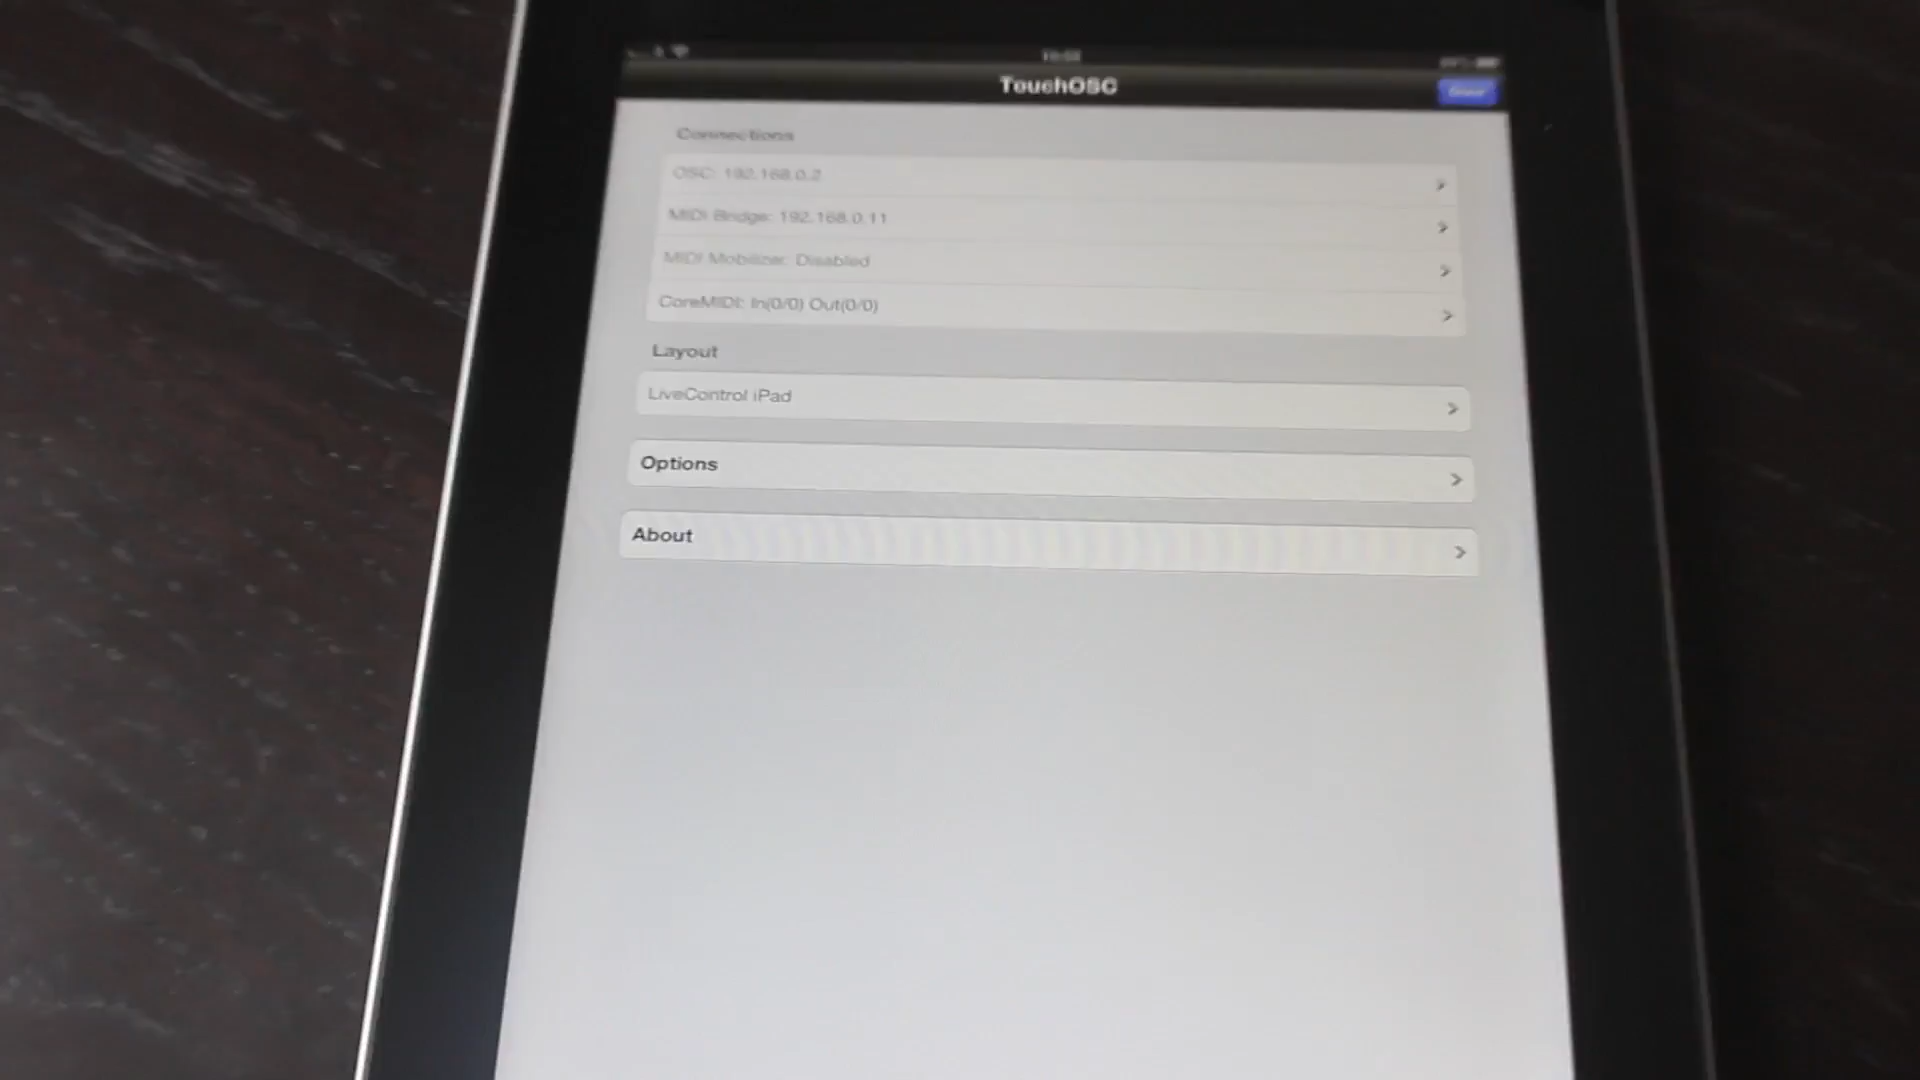 TouchOSC
Connections
OSC: 192.168.0.2
MIDI Bridge: 192.168.0.11
MIDI Mobilizer: Disabled
CoreMIDI: In(0/0) Out(0/0)
Layout
LiveControl iPad
Options
About